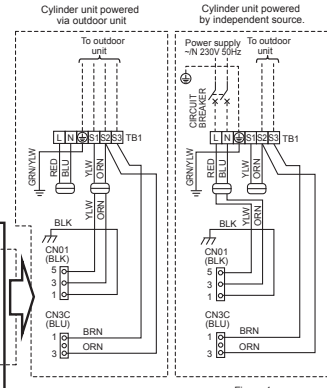 Cylinder unit powered
via outdoor unit
To outdoor
unit
L N S1 S2 S3 TB1
GRN/YLW
RED
BLU
YLW
ORN
YLW
ORN
BLK
CN01
(BLK)
5
3
1
CN3C
(BLU)
1
3
BRN
ORN
Cylinder unit powered
by independent source.
Power supply
~/N 230V 50Hz
To outdoor
unit
CIRCUIT
BREAKER
L N S1 S2 S3 TB1
GRN/YLW
RED
BLU
YLW
ORN
YLW
ORN
BLK
CN01
(BLK)
5
3
1
CN3C
(BLU)
1
3
BRN
ORN